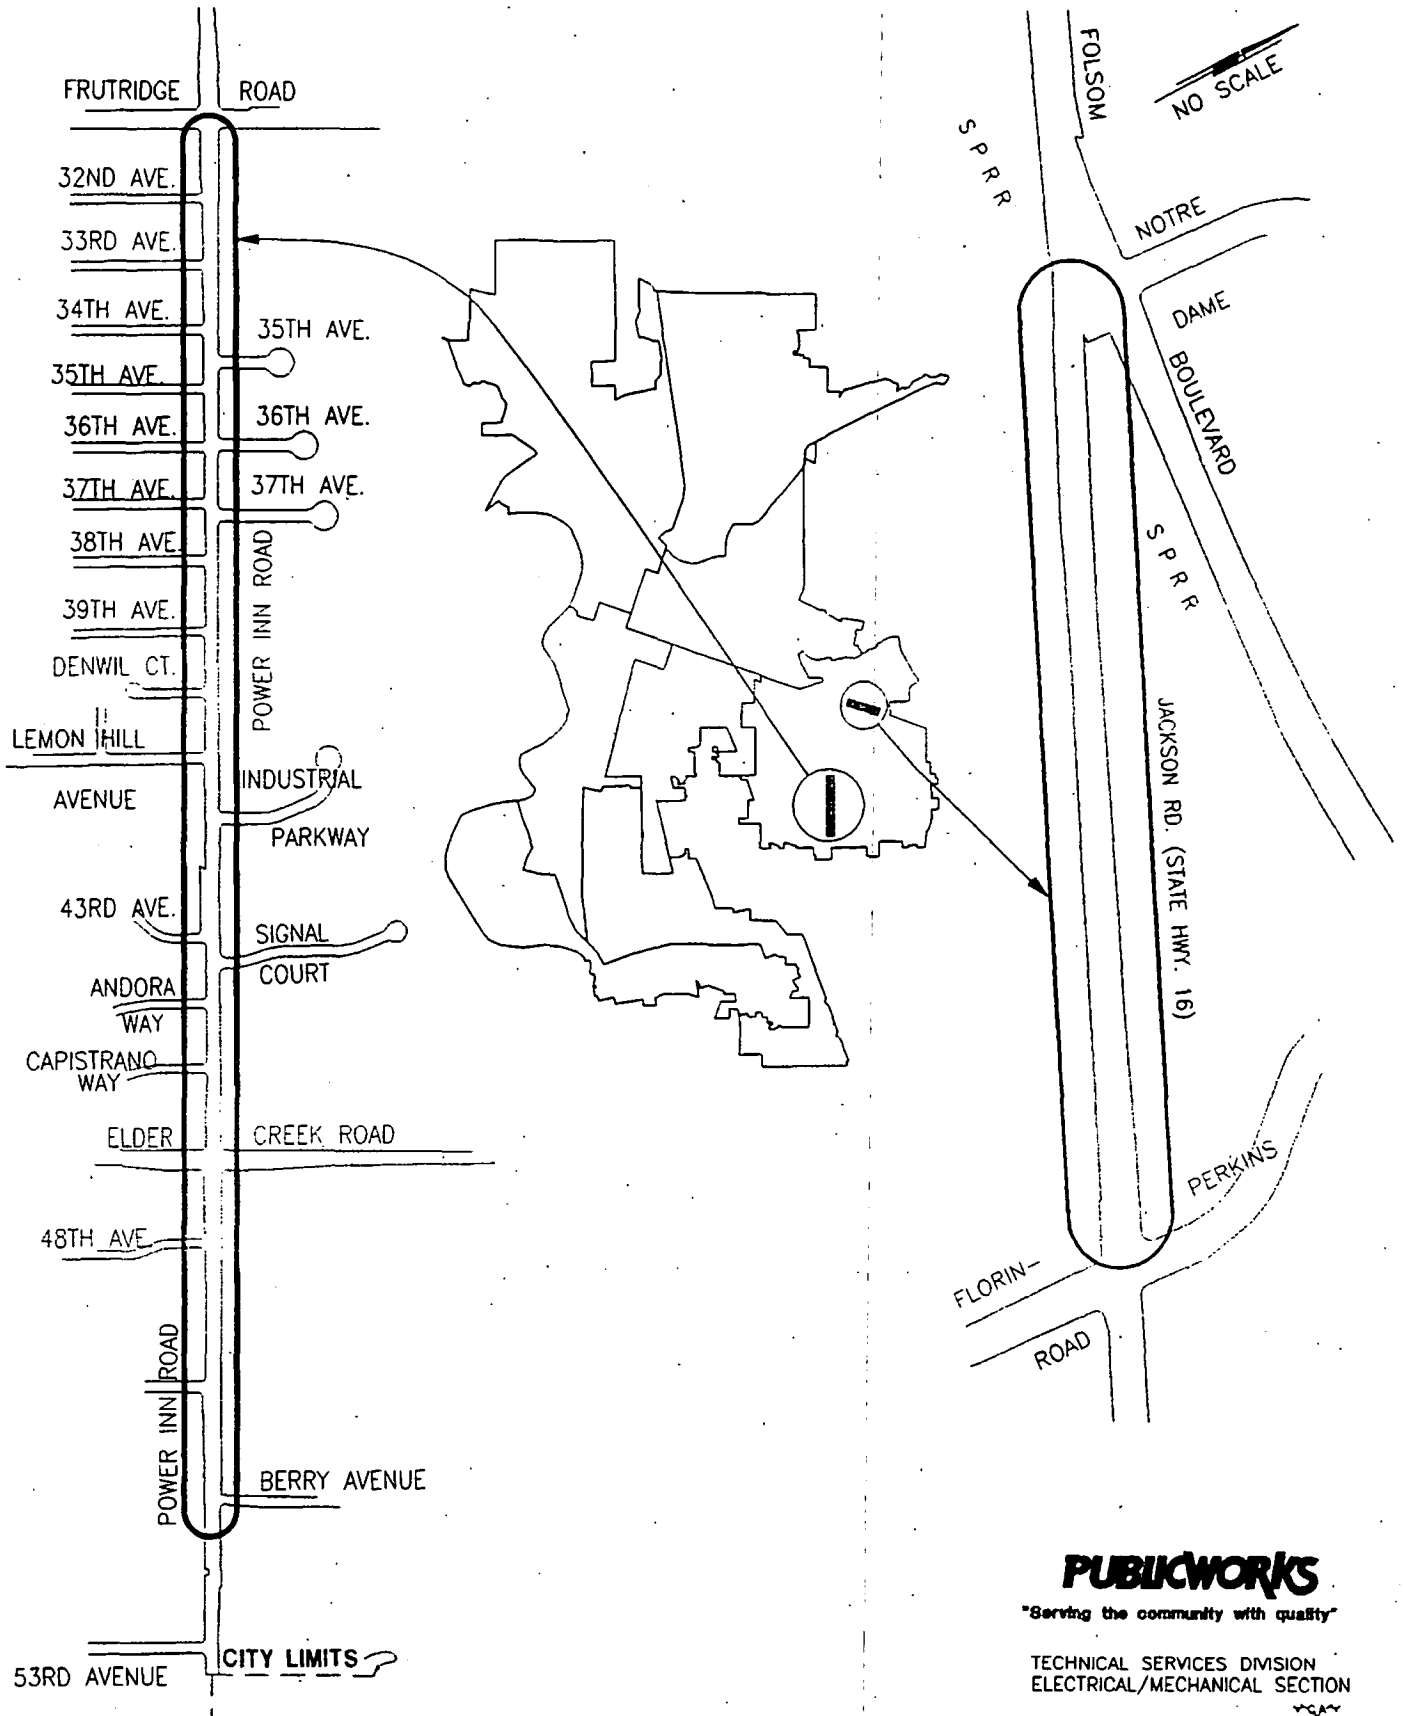 FRUTRIDGE ROAD
32ND AVE.
33RD AVE.
34TH AVE.
35TH AVE.
35TH AVE.
36TH AVE.
36TH AVE.
37TH AVE.
37TH AVE.
38TH AVE.
39TH AVE.
DENWIL CT.
POWER INN ROAD
LEMON HILL
AVENUE
INDUSTRIAL
PARKWAY
43RD AVE.
SIGNAL
COURT
ANDORA
WAY
CAPISTRANO
WAY
ELDER CREEK ROAD
48TH AVE
POWER INN ROAD
BERRY AVENUE
53RD AVENUE
CITY LIMITS
FOLSOM
NO SCALE
S P R R
NOTRE
DAME
BOULEVARD
S P R R
JACKSON RD. (STATE HWY. 16)
PERKINS
FLORIN-
ROAD
PUBLICWORKS
"Serving the community with quality"
TECHNICAL SERVICES DIVISION
ELECTRICAL/MECHANICAL SECTION